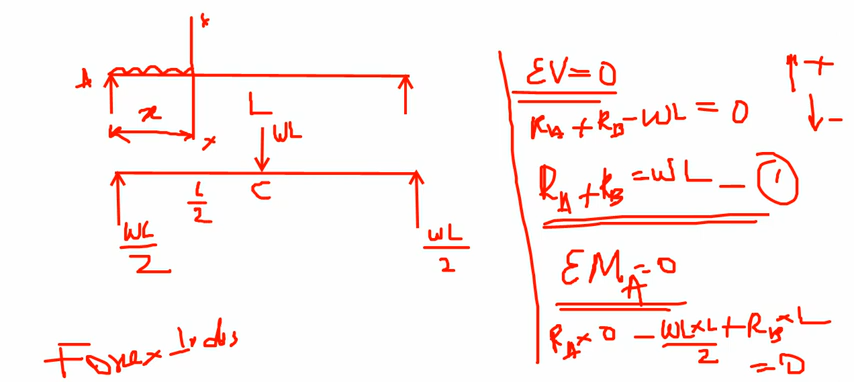 x
A
x
x
L
WL
L/2
C
WL/2
WL/2
ΣV=0
↑+
↓-
RA+RB-WL=0
RA+RB=WL-①
ΣMA=0
RA×0-WL×L/2+RB×L
=0
Force×